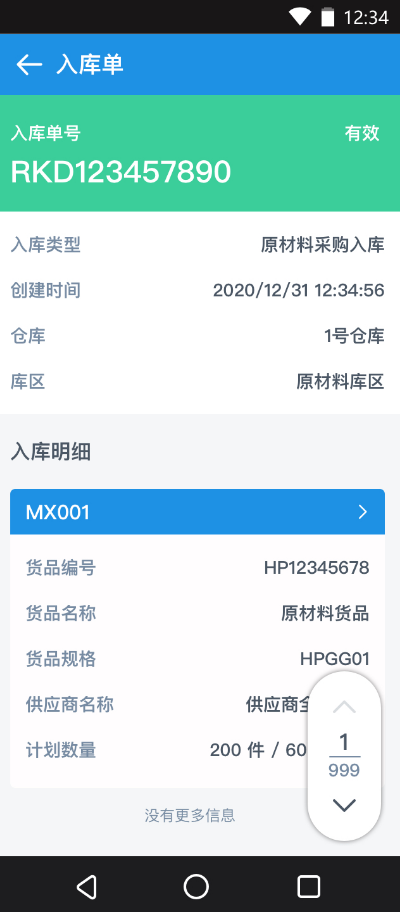 12:34
入库单
入库单号 有效
RKD123457890
入库类型 原材料采购入库
创建时间 2020/12/31 12:34:56
仓库 1号仓库
库区 原材料库区
入库明细
MX001
货品编号 HP12345678
货品名称 原材料货品
货品规格 HPGG01
供应商名称 供应商
计划数量 200 件 / 60
1
999
没有更多信息